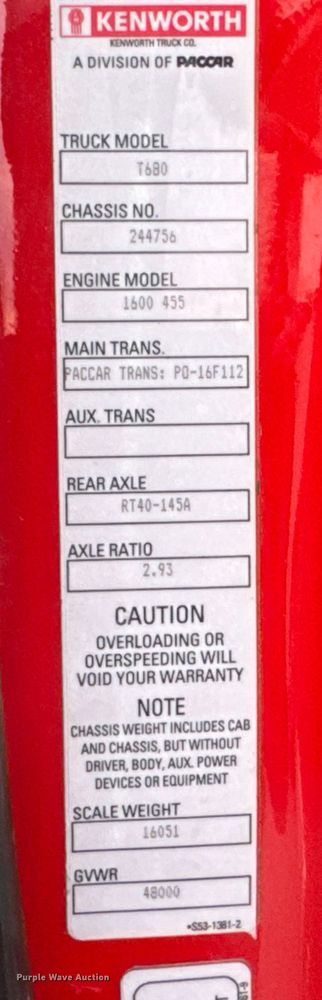 KENWORTH
KENWORTH TRUCK CO.
A DIVISION OF PACCAR
TRUCK MODEL
T680
CHASSIS NO.
244756
ENGINE MODEL
1600 455
MAIN TRANS.
PACCAR TRANS: PO-16F112
AUX. TRANS
REAR AXLE
RT40-145A
AXLE RATIO
2.93
CAUTION
OVERLOADING OR
OVERSPEEDING WILL
VOID YOUR WARRANTY
NOTE
CHASSIS WEIGHT INCLUDES CAB
AND CHASSIS, BUT WITHOUT
DRIVER, BODY, AUX. POWER
DEVICES OR EQUIPMENT
SCALE WEIGHT
16051
GVWR
48000
•S53-1381-2
Purple Wave Auction